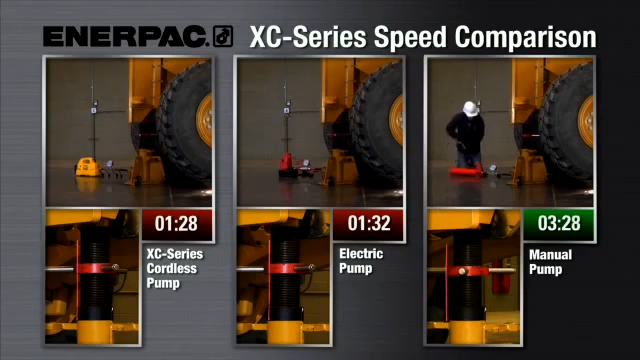 ENERPAC. XC-Series Speed Comparison
01:28
XC-Series
Cordless
Pump
01:32
Electric
Pump
03:28
Manual
Pump